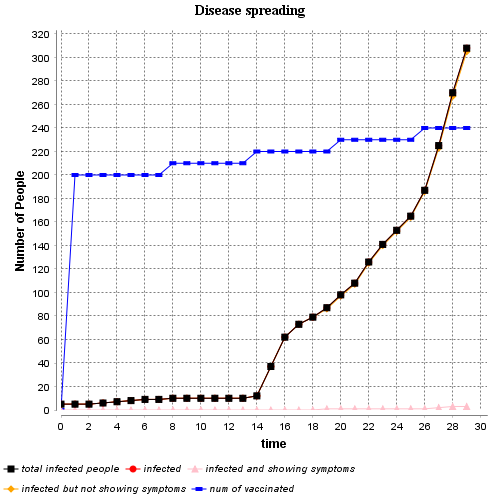 Disease spreading
Number of People
320
300
280
260
240
220
200
180
160
140
120
100
80
60
40
20
0
0 2 4 6 8 10 12 14 16 18 20 22 24 26 28 30
time
total infected people infected infected and showing symptoms
infected but not showing symptoms num of vaccinated